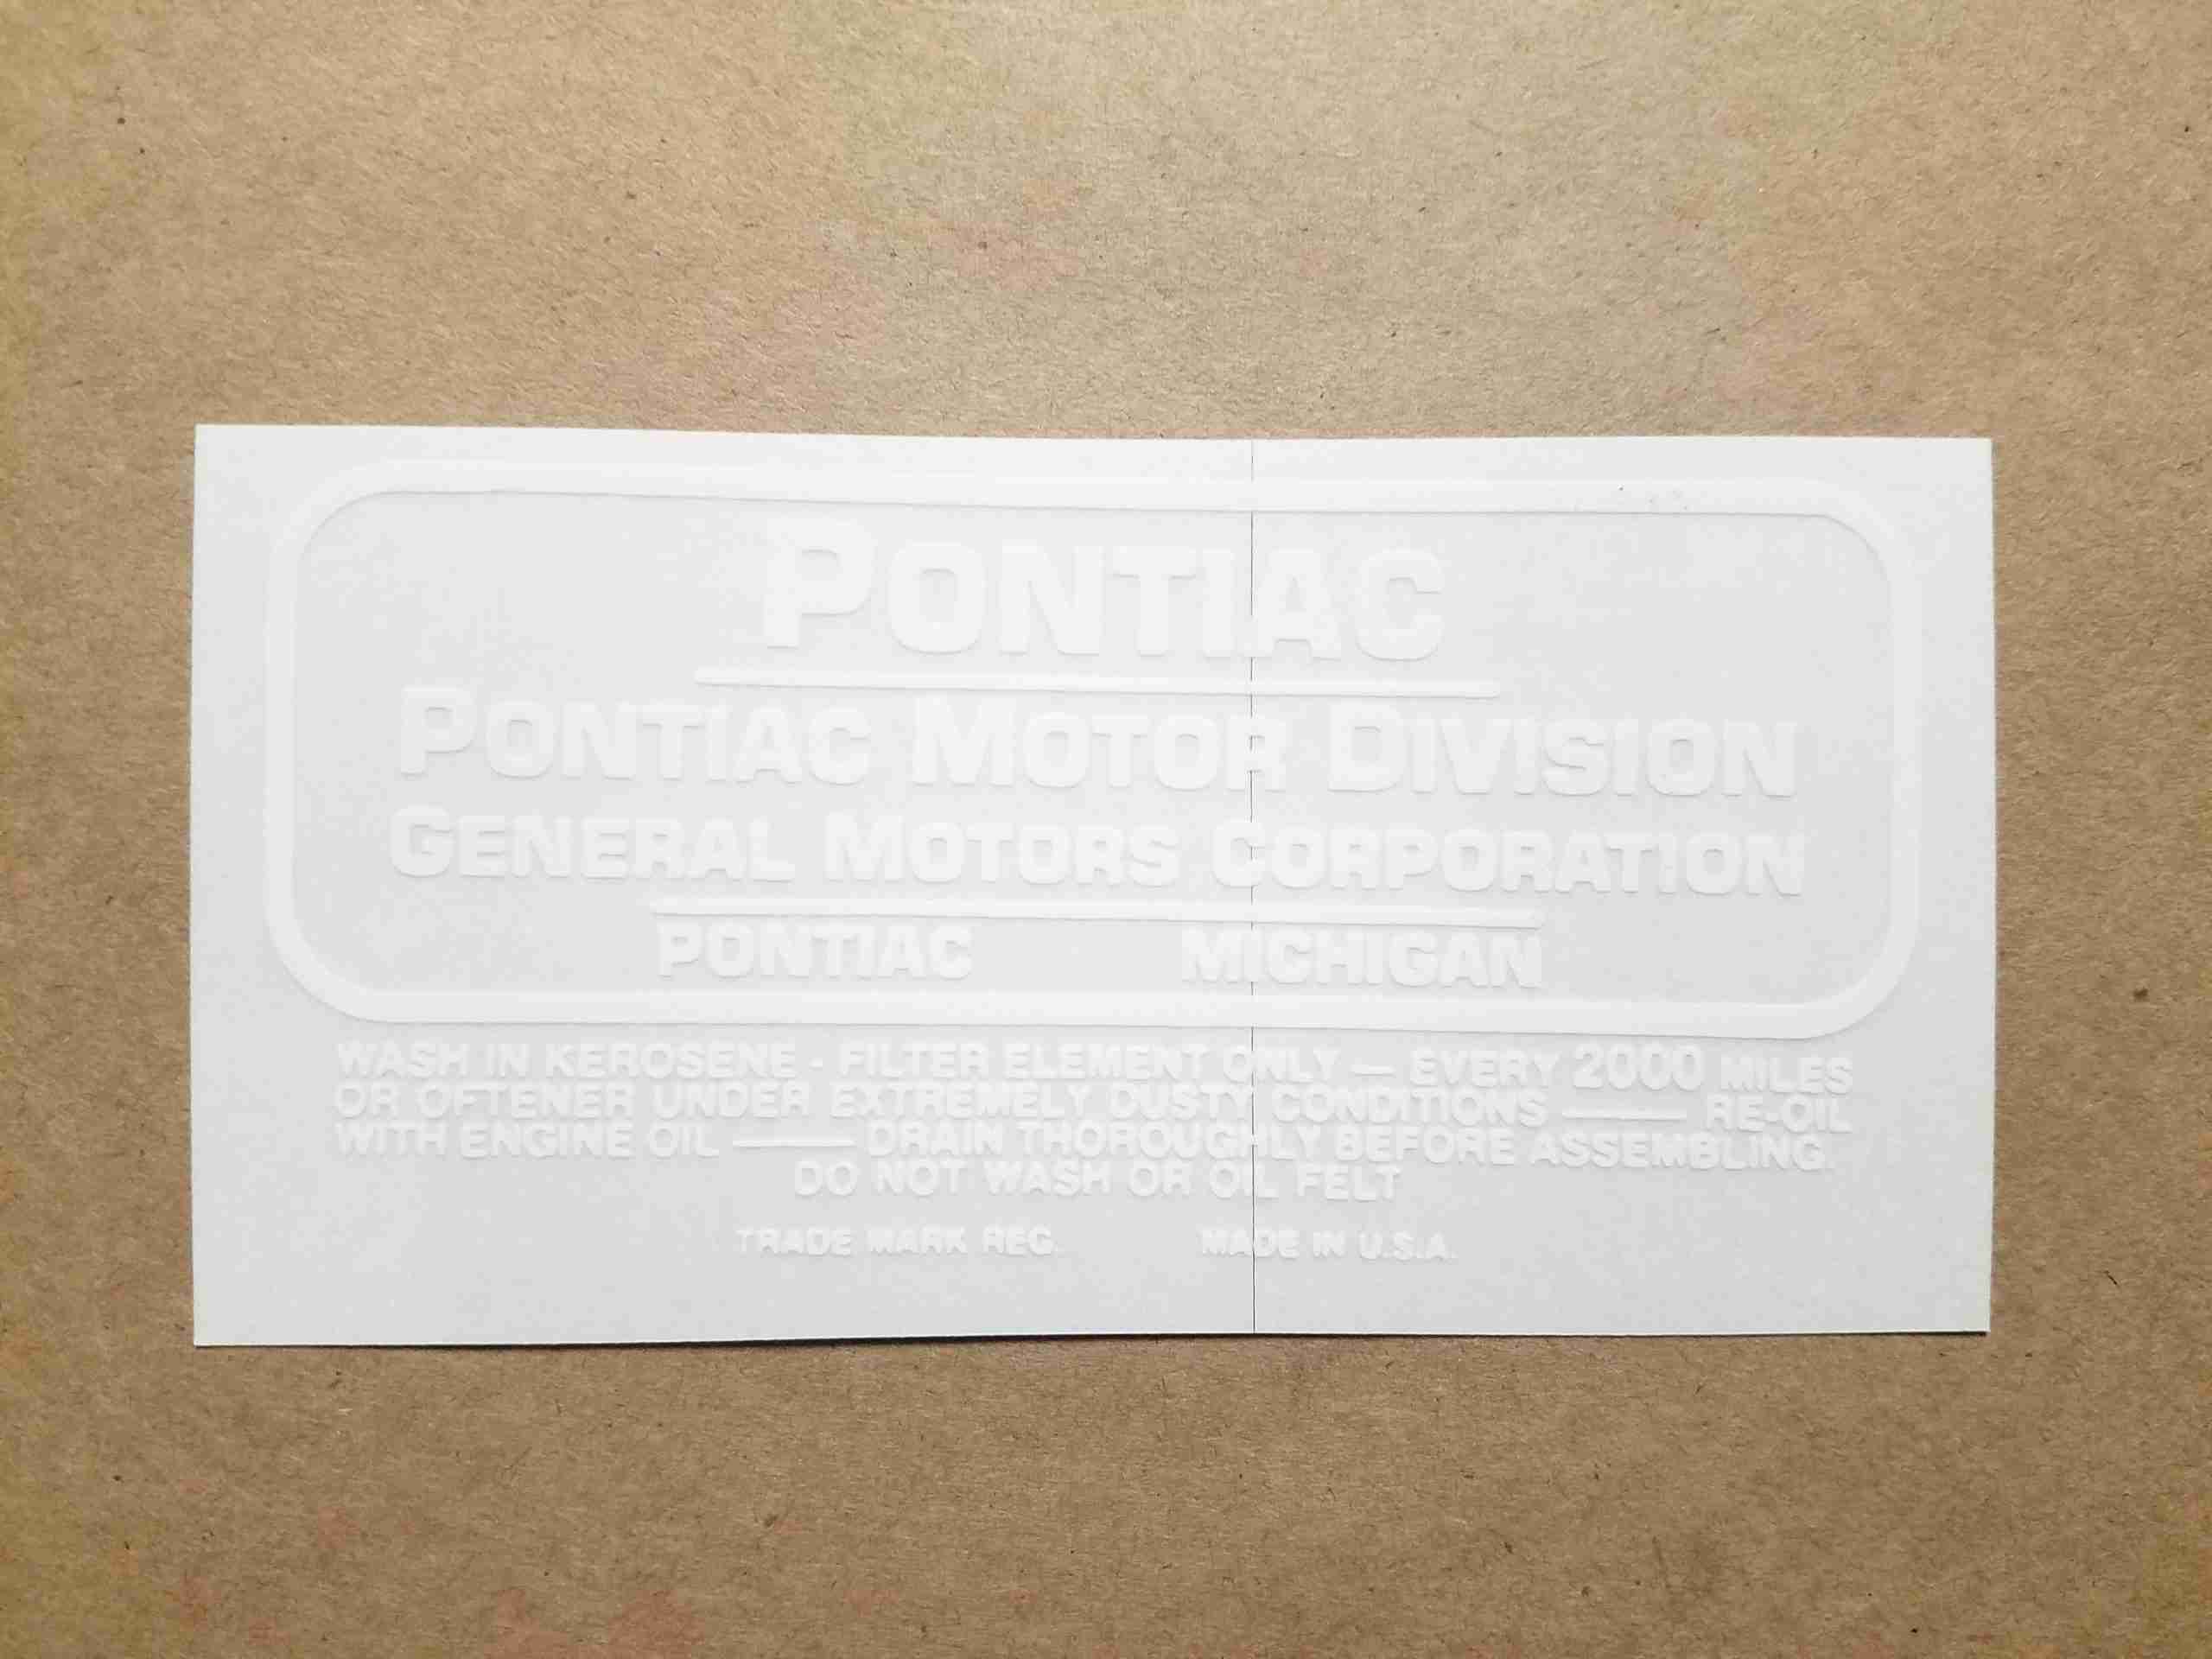 PONTIAC
PONTIAC MOTOR DIVISION
GENERAL MOTORS CORPORATION
PONTIAC MICHIGAN
WASH IN KEROSENE - FILTER ELEMENT ONLY — EVERY 2000 MILES
OR OFTENER UNDER EXTREMELY DUSTY CONDITIONS —— RE-OIL
WITH ENGINE OIL —— DRAIN THOROUGHLY BEFORE ASSEMBLING.
DO NOT WASH OR OIL FELT
TRADE MARK REG. MADE IN U.S.A.